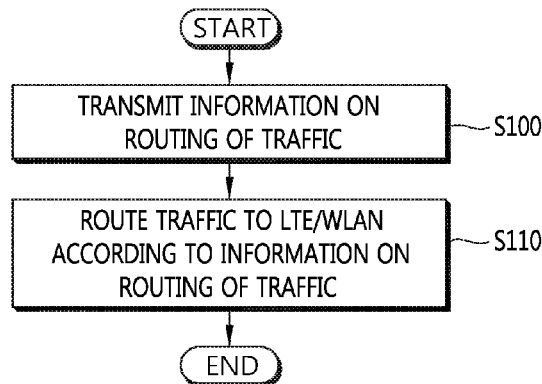 START
TRANSMIT INFORMATION ON
ROUTING OF TRAFFIC
S100
ROUTE TRAFFIC TO LTE/WLAN
ACCORDING TO INFORMATION ON
ROUTING OF TRAFFIC
S110
END